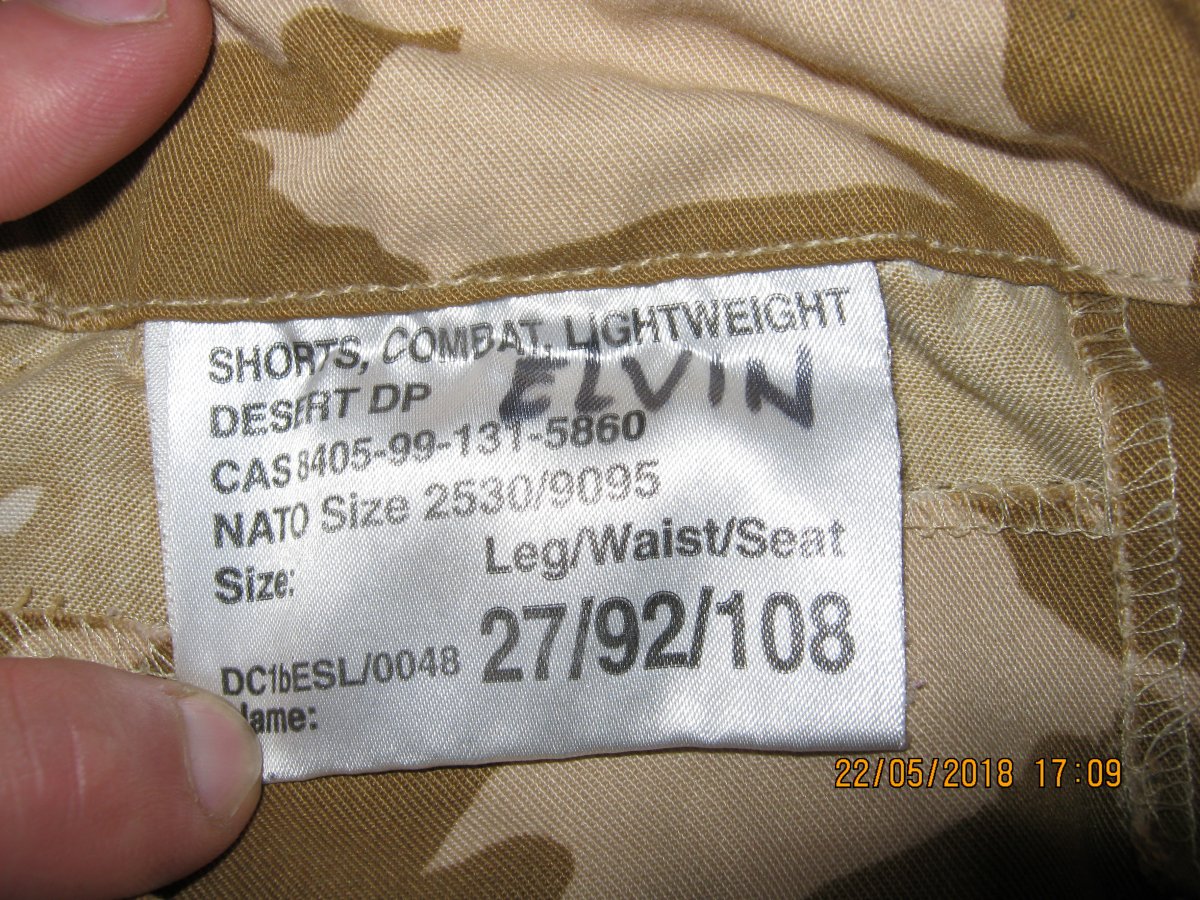 SHORTS, COMBAT, LIGHTWEIGHT
DESERT DP
ELVIN
CAS 8405-99-131-5860
NATO Size 2530/9095
Size: Leg/Waist/Seat
27/92/108
DC1bESL/0048
Name:
22/05/2018 17:09